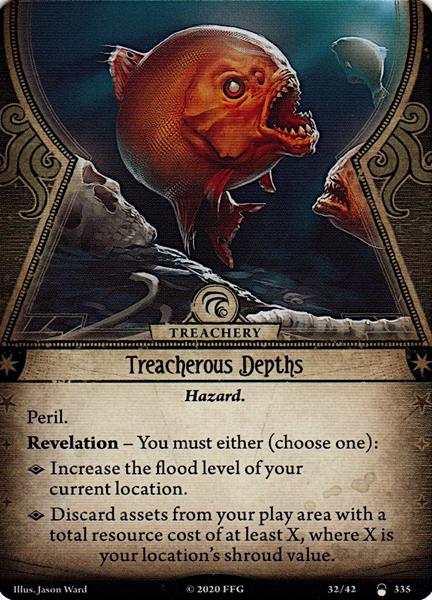 TREACHERY
Treacherous Depths
Hazard.
Peril.
Revelation – You must either (choose one):
Increase the flood level of your
current location.
Discard assets from your play area with a
total resource cost of at least X, where X is
your location's shroud value.
Illus. Jason Ward © 2020 FFG 32/42 335